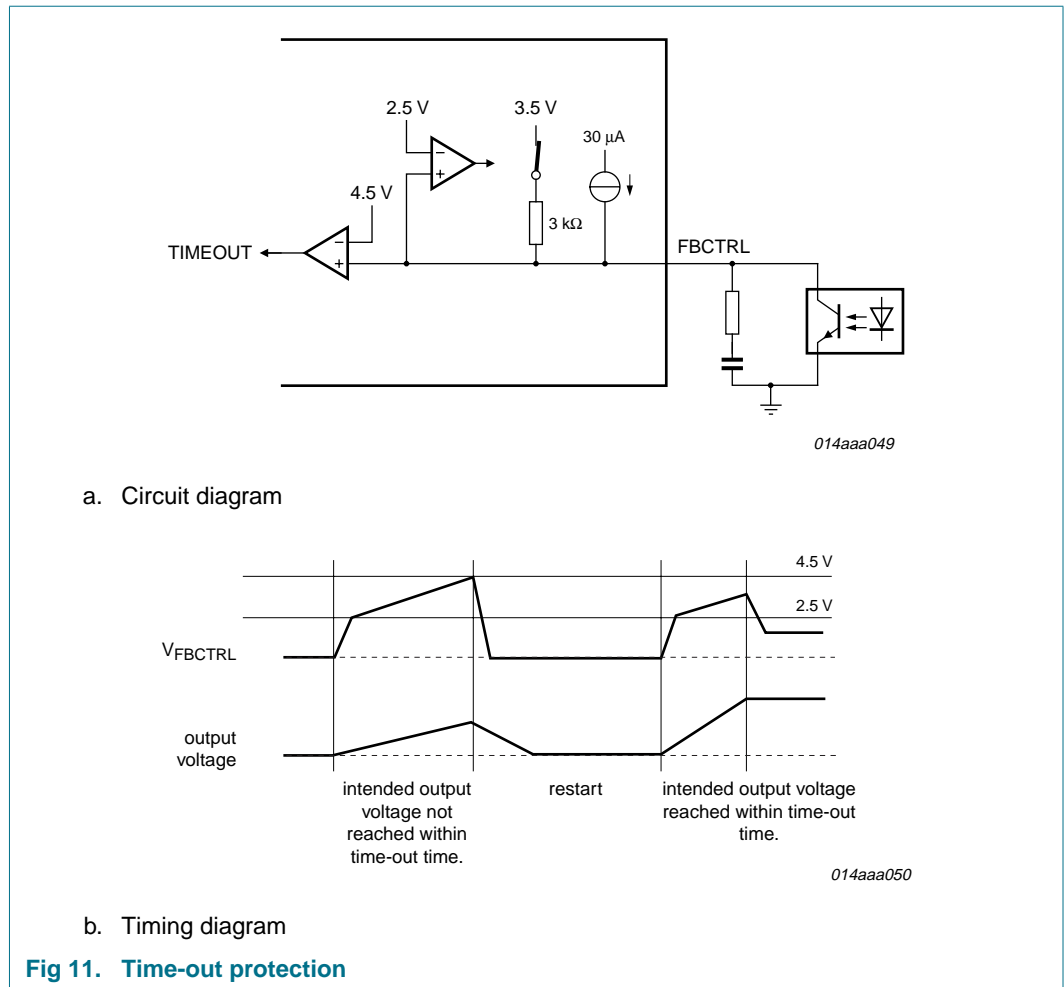 2.5 V
3.5 V
30 μA
4.5 V
3 kΩ
TIMEOUT
FBCTRL
−
+
−
+
014aaa049
a. Circuit diagram
4.5 V
2.5 V
VFBCTRL
output
voltage
intended output
voltage not
reached within
time-out time.
restart
intended output voltage
reached within time-out
time.
014aaa050
b. Timing diagram
Fig 11. Time-out protection